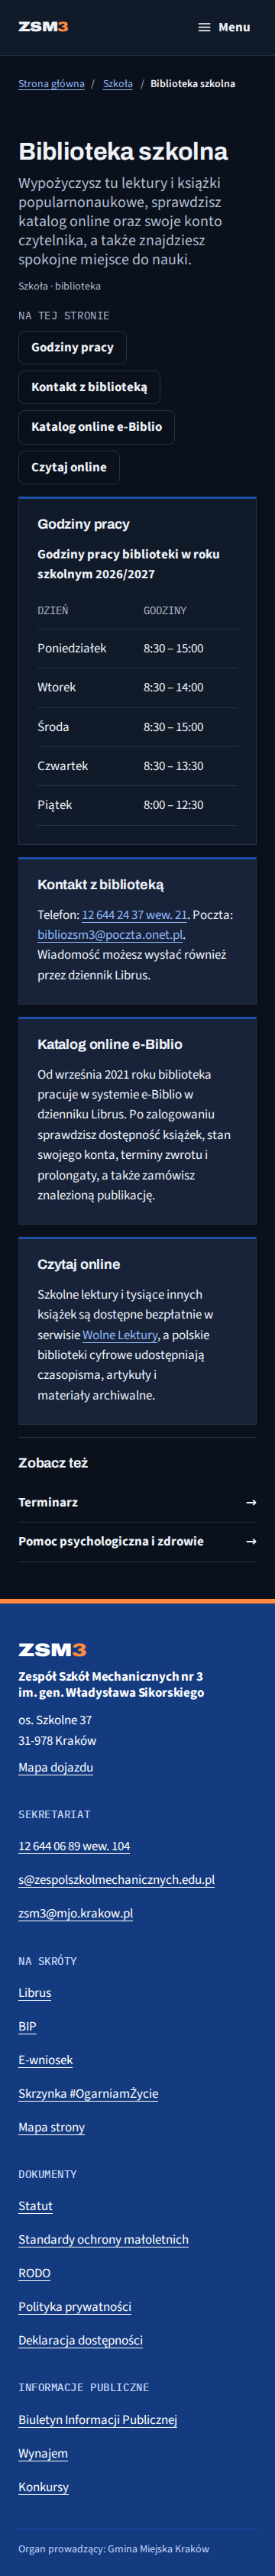 ZSM3
Menu
Strona główna / Szkoła / Biblioteka szkolna
Biblioteka szkolna
Wypożyczysz tu lektury i książki
popularnonaukowe, sprawdzisz
katalog online oraz swoje konto
czytelnika, a także znajdziesz
spokojne miejsce do nauki.
Szkoła · biblioteka
NA TEJ STRONIE
Godziny pracy
Kontakt z biblioteką
Katalog online e-Biblio
Czytaj online
Godziny pracy
Godziny pracy biblioteki w roku
szkolnym 2026/2027
DZIEŃ GODZINY
Poniedziałek 8:30 – 15:00
Wtorek 8:30 – 14:00
Środa 8:30 – 15:00
Czwartek 8:30 – 13:30
Piątek 8:00 – 12:30
Kontakt z biblioteką
Telefon: 12 644 24 37 wew. 21. Poczta:
bibliozsm3@poczta.onet.pl.
Wiadomość możesz wysłać również
przez dziennik Librus.
Katalog online e-Biblio
Od września 2021 roku biblioteka
pracuje w systemie e-Biblio w
dzienniku Librus. Po zalogowaniu
sprawdzisz dostępność książek, stan
swojego konta, terminy zwrotu i
prolongaty, a także zamówisz
znalezioną publikację.
Czytaj online
Szkolne lektury i tysiące innych
książek są dostępne bezpłatnie w
serwisie Wolne Lektury, a polskie
biblioteki cyfrowe udostępniają
czasopisma, artykuły i
materiały archiwalne.
Zobacz też
Terminarz →
Pomoc psychologiczna i zdrowie →
ZSM3
Zespół Szkół Mechanicznych nr 3
im. gen. Władysława Sikorskiego
os. Szkolne 37
31-978 Kraków
Mapa dojazdu
SEKRETARIAT
12 644 06 89 wew. 104
s@zespolszkolmechanicznych.edu.pl
zsm3@mjo.krakow.pl
NA SKRÓTY
Librus
BIP
E-wniosek
Skrzynka #OgarniamŻycie
Mapa strony
DOKUMENTY
Statut
Standardy ochrony małoletnich
RODO
Polityka prywatności
Deklaracja dostępności
INFORMACJE PUBLICZNE
Biuletyn Informacji Publicznej
Wynajem
Konkursy
Organ prowadzący: Gmina Miejska Kraków